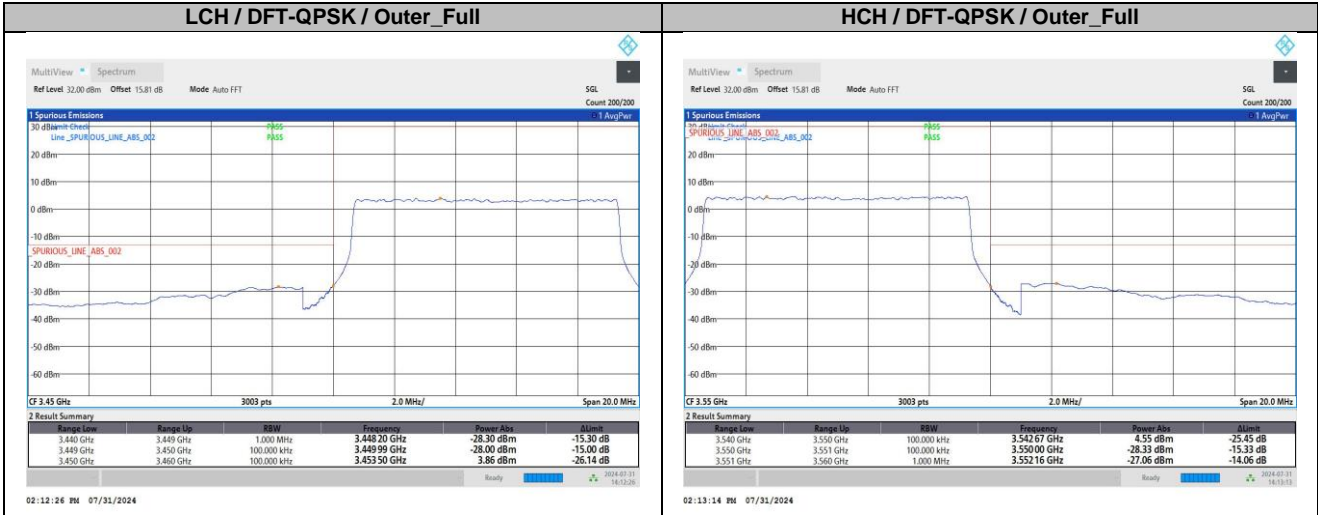 LCH / DFT-QPSK / Outer_Full
MultiView Spectrum
Ref Level 32.00 dBm Offset 15.81 dB Mode Auto FFT SGL
Count 200/200
1 Spurious Emissions 1 AvgPwr
30 dBm Limit Check PASS
Line _SPURIOUS_LINE_ABS_002 PASS
20 dBm
10 dBm
0 dBm
-10 dBm
_SPURIOUS_LINE_ABS_002
-20 dBm
-30 dBm
-40 dBm
-50 dBm
-60 dBm
CF 3.45 GHz 3003 pts 2.0 MHz/ Span 20.0 MHz
2 Result Summary
Range Low Range Up RBW Frequency Power Abs ΔLimit
3.440 GHz 3.449 GHz 1.000 MHz 3.448 20 GHz -28.30 dBm -15.30 dB
3.449 GHz 3.450 GHz 100.000 kHz 3.449 99 GHz -28.00 dBm -15.00 dB
3.450 GHz 3.460 GHz 100.000 kHz 3.453 50 GHz 3.86 dBm -26.14 dB
Ready 2024-07-31
14:12:26
02:12:26 PM 07/31/2024
HCH / DFT-QPSK / Outer_Full
MultiView Spectrum
Ref Level 32.00 dBm Offset 15.81 dB Mode Auto FFT SGL
Count 200/200
1 Spurious Emissions 1 AvgPwr
30 dBm Limit Check PASS
_SPURIOUS_LINE_ABS_002
Line _SPURIOUS_LINE_ABS_002 PASS
20 dBm
10 dBm
0 dBm
-10 dBm
-20 dBm
-30 dBm
-40 dBm
-50 dBm
-60 dBm
CF 3.55 GHz 3003 pts 2.0 MHz/ Span 20.0 MHz
2 Result Summary
Range Low Range Up RBW Frequency Power Abs ΔLimit
3.540 GHz 3.550 GHz 100.000 kHz 3.542 67 GHz 4.55 dBm -25.45 dB
3.550 GHz 3.551 GHz 100.000 kHz 3.550 00 GHz -28.33 dBm -15.33 dB
3.551 GHz 3.560 GHz 1.000 MHz 3.552 16 GHz -27.06 dBm -14.06 dB
Ready 2024-07-31
14:13:13
02:13:14 PM 07/31/2024